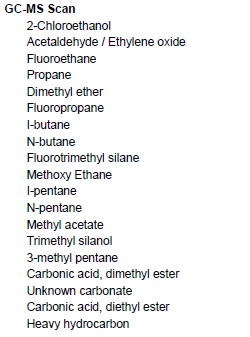 GC-MS Scan
2-Chloroethanol
Acetaldehyde / Ethylene oxide
Fluoroethane
Propane
Dimethyl ether
Fluoropropane
I-butane
N-butane
Fluorotrimethyl silane
Methoxy Ethane
I-pentane
N-pentane
Methyl acetate
Trimethyl silanol
3-methyl pentane
Carbonic acid, dimethyl ester
Unknown carbonate
Carbonic acid, diethyl ester
Heavy hydrocarbon